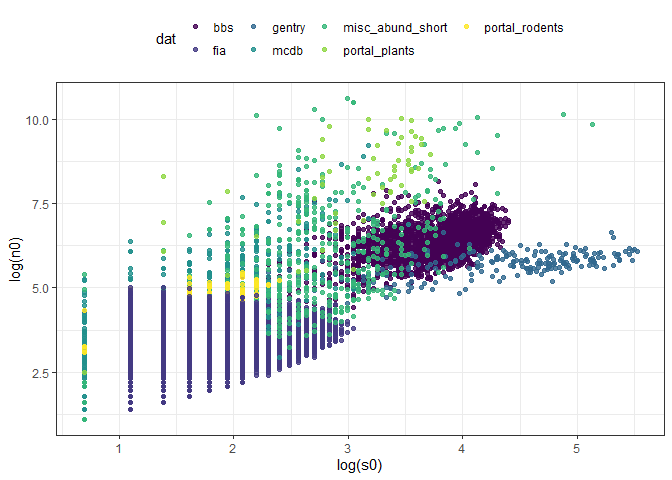 dat
bbs gentry misc_abund_short portal_rodents
fia mcdb portal_plants
10.0
7.5
5.0
2.5
log(n0)
1 2 3 4 5
log(s0)